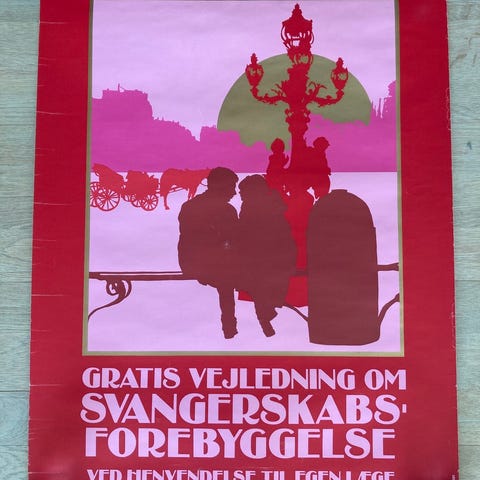 GRATIS VEJLEDNING OM
SVANGERSKABS-
FOREBYGGELSE
VED HENVENDELSE TIL EGEN LÆGE